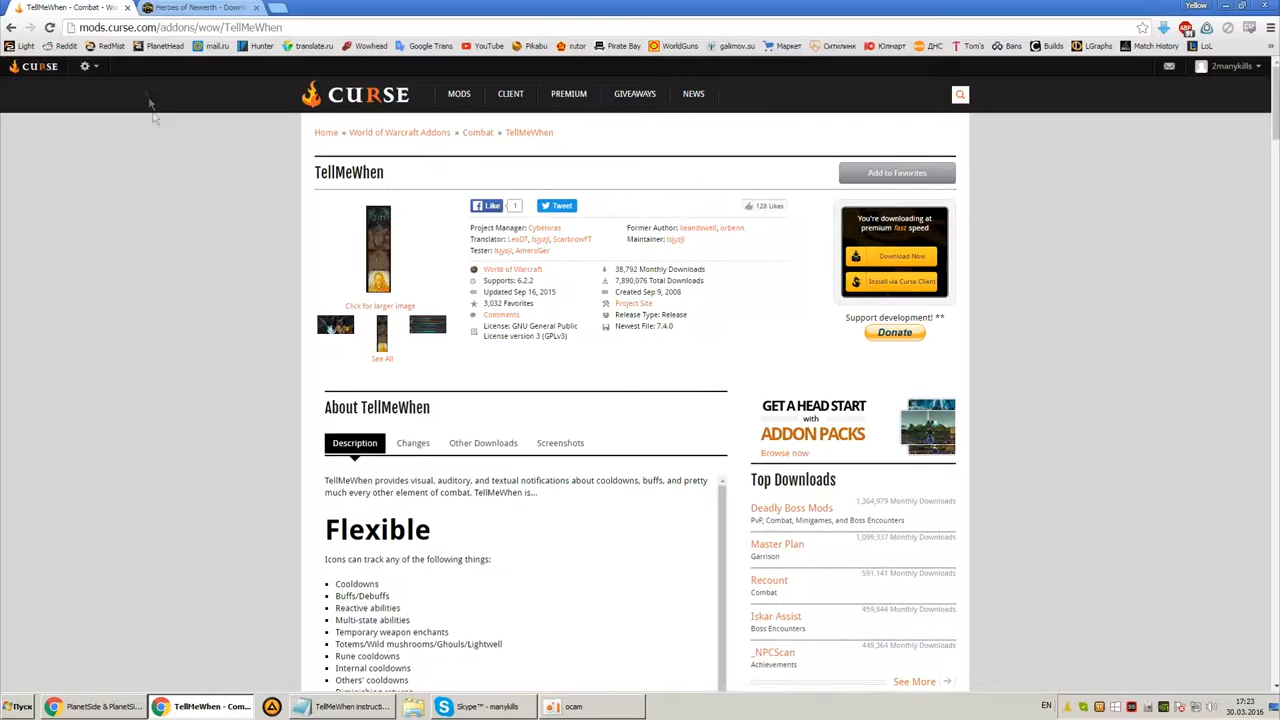 TellMeWhen - Combat - Wo
Heroes of Newerth - Downl
Yellow
mods.curse.com/addons/wow/TellMeWhen
Light
Reddit
RedMist
PlanetHead
mail.ru
Hunter
translate.ru
Wowhead
Google Trans
YouTube
Pikabu
rutor
Pirate Bay
WorldGuns
galimov.su
Маркет
Ситилинк
Юлмарт
ДНС
Tom's
Bans
Builds
LGraphs
Match History
LoL
CURSE
2manykills
CURSE
MODS
CLIENT
PREMIUM
GIVEAWAYS
NEWS
Home » World of Warcraft Addons » Combat » TellMeWhen
TellMeWhen
Add to Favorites
Like
1
Tweet
128 Likes
Project Manager: Cybeloras
Translator: LeoDT, lsjyzjl, ScarbrowFT
Tester: lsjyzjl, AmeroGer
Former Author: lieandswell, orbenn
Maintainer: lsjyzjl
You're downloading at
premium fast speed
Download Now
Install via Curse Client
World of Warcraft
Supports: 6.2.2
Updated Sep 16, 2015
3,032 Favorites
Comments
License: GNU General Public
License version 3 (GPLv3)
38,792 Monthly Downloads
7,890,076 Total Downloads
Created Sep 9, 2008
Project Site
Release Type: Release
Newest File: 7.4.0
Click for larger image
See All
Support development! **
Donate
About TellMeWhen
Description
Changes
Other Downloads
Screenshots
TellMeWhen provides visual, auditory, and textual notifications about cooldowns, buffs, and pretty
much every other element of combat. TellMeWhen is...
Flexible
Icons can track any of the following things:
Cooldowns
Buffs/Debuffs
Reactive abilities
Multi-state abilities
Temporary weapon enchants
Totems/Wild mushrooms/Ghouls/Lightwell
Rune cooldowns
Internal cooldowns
Others' cooldowns
Diminishing returns
GET A HEAD START
with
ADDON PACKS
Browse now
Top Downloads
Deadly Boss Mods
1,364,979 Monthly Downloads
PvP, Combat, Minigames, and Boss Encounters
Master Plan
1,099,337 Monthly Downloads
Garrison
Recount
591,141 Monthly Downloads
Combat
Iskar Assist
459,844 Monthly Downloads
Boss Encounters
_NPCScan
449,364 Monthly Downloads
Achievements
See More
Пуск
PlanetSide & PlanetSi...
TellMeWhen - Com...
TellMeWhen instruct...
Skype™ - manykills
ocam
EN
17:23
30.03.2016